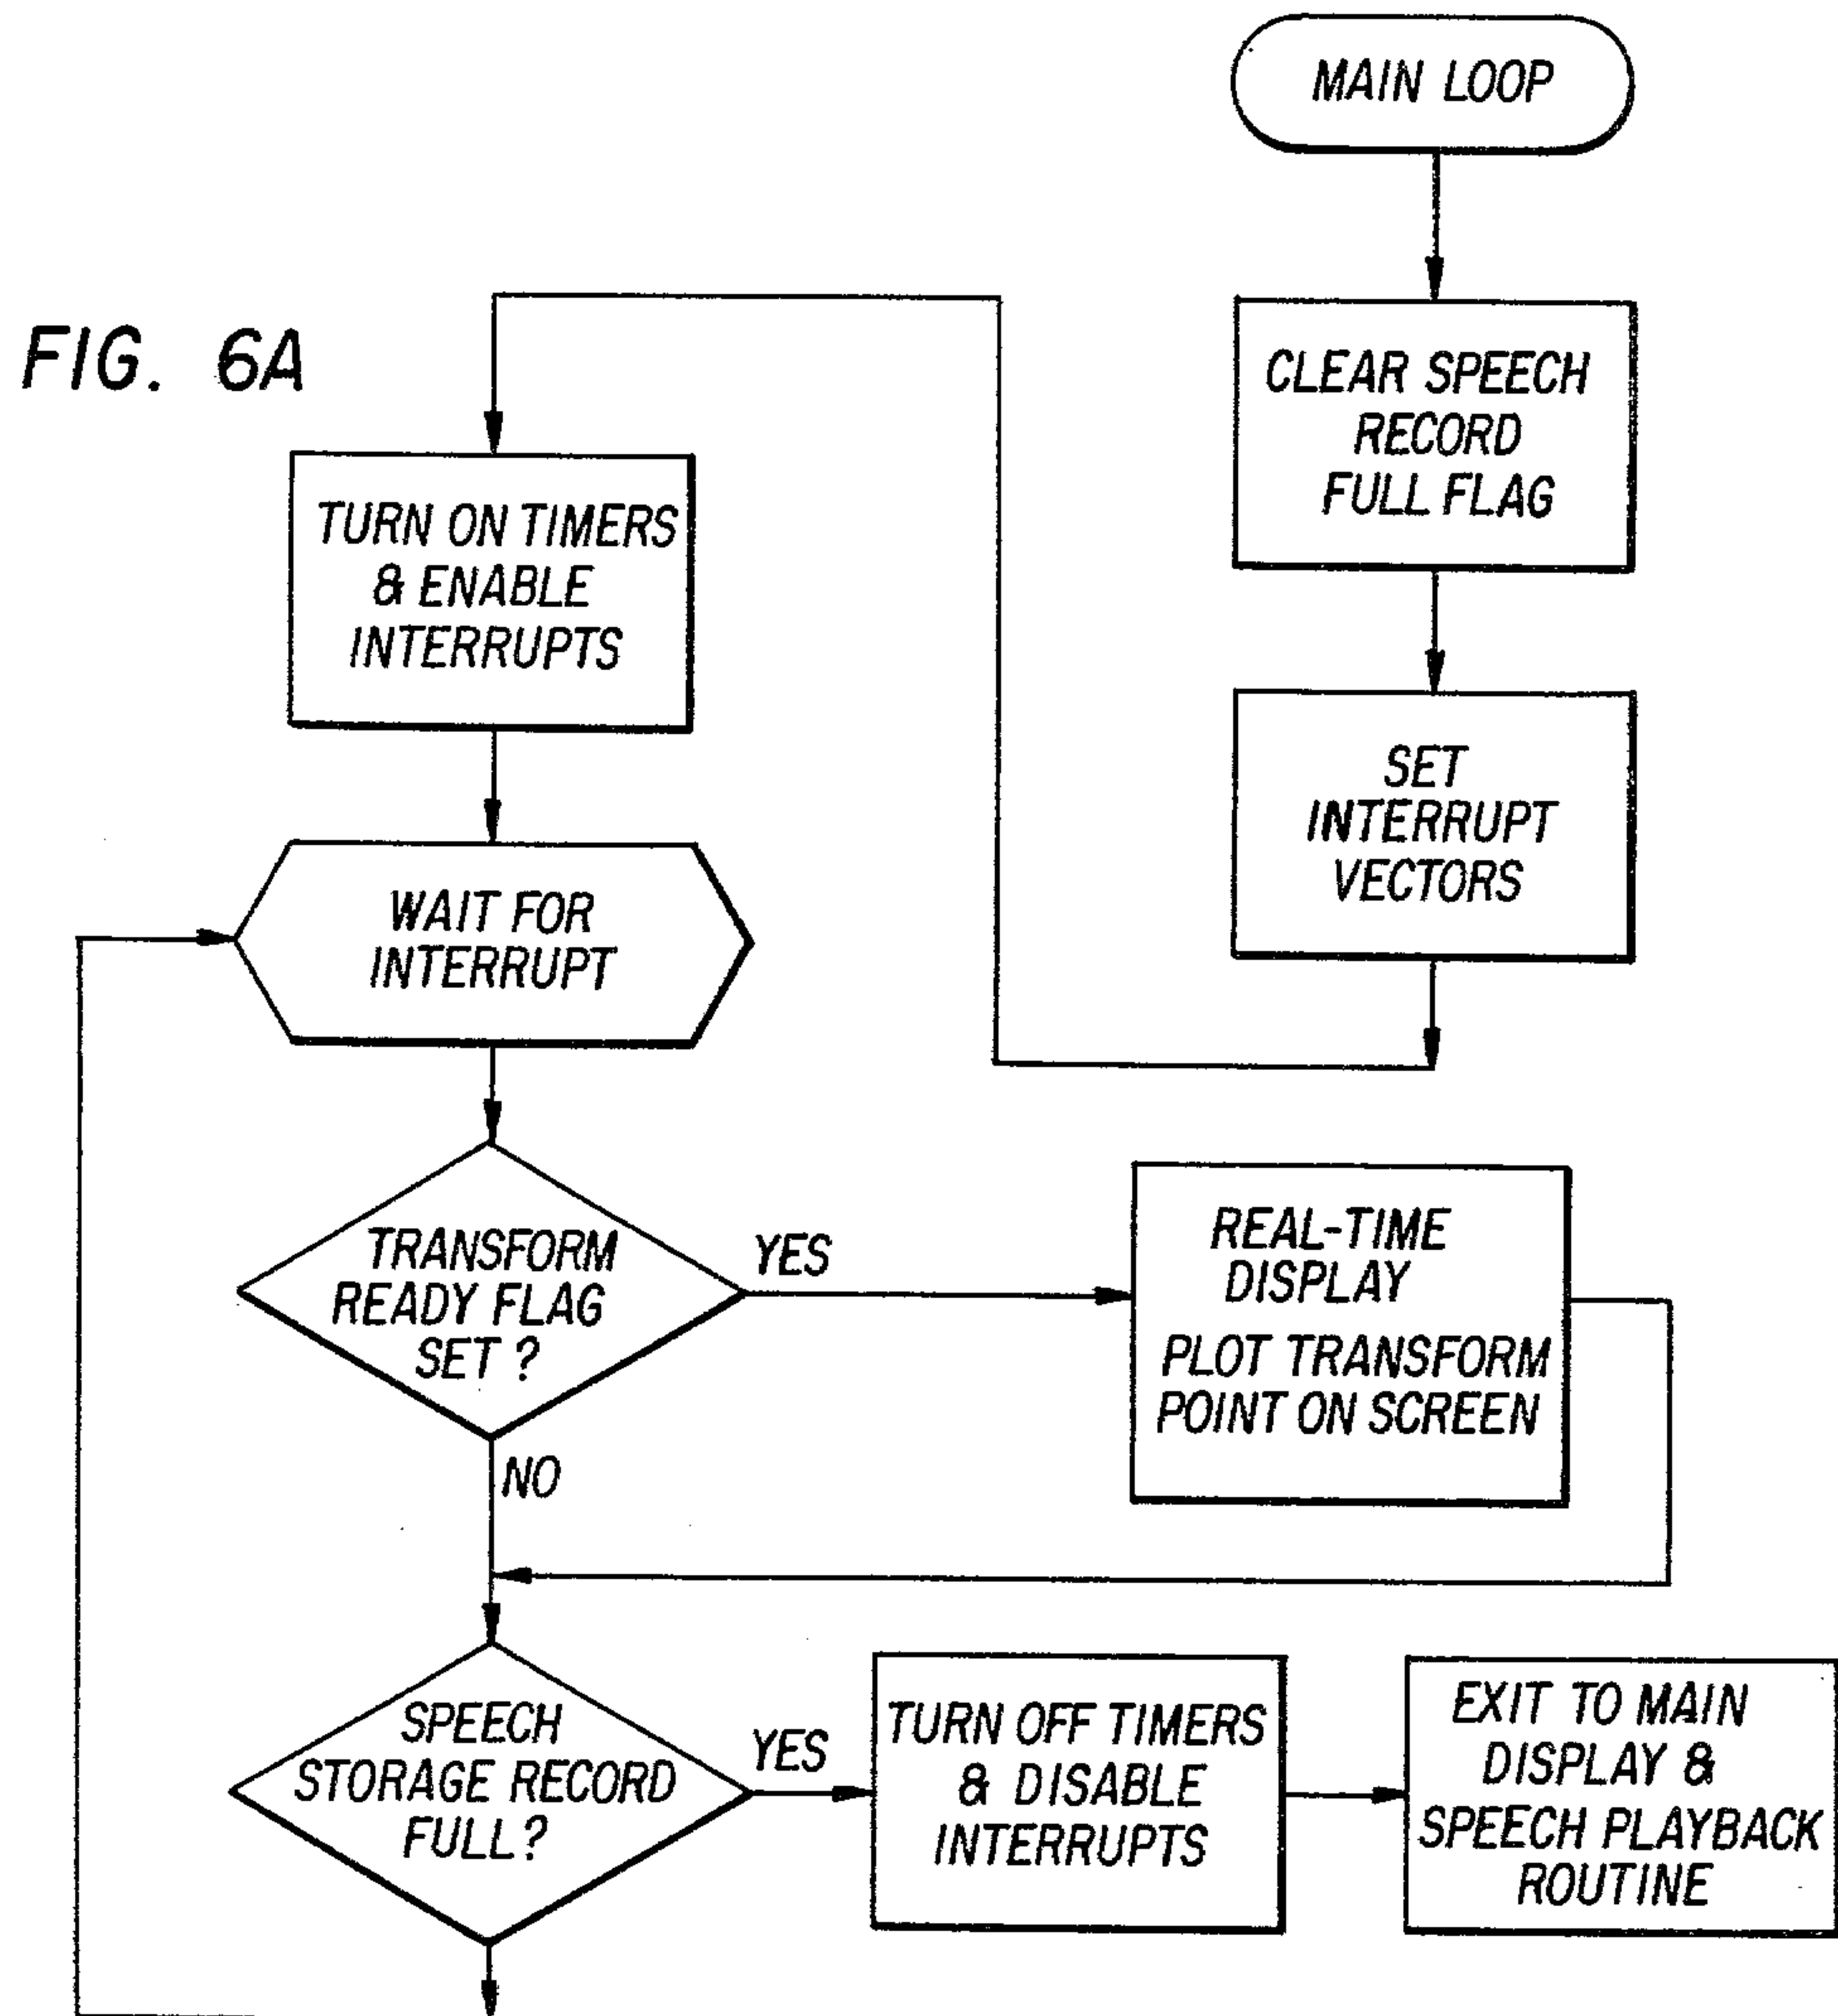 FIG. 6A
MAIN LOOP
CLEAR SPEECH
RECORD
FULL FLAG
SET
INTERRUPT
VECTORS
TURN ON TIMERS
& ENABLE
INTERRUPTS
WAIT FOR
INTERRUPT
TRANSFORM
READY FLAG
SET ?
YES
REAL-TIME
DISPLAY
PLOT TRANSFORM
POINT ON SCREEN
NO
SPEECH
STORAGE RECORD
FULL?
YES
TURN OFF TIMERS
& DISABLE
INTERRUPTS
EXIT TO MAIN
DISPLAY &
SPEECH PLAYBACK
ROUTINE